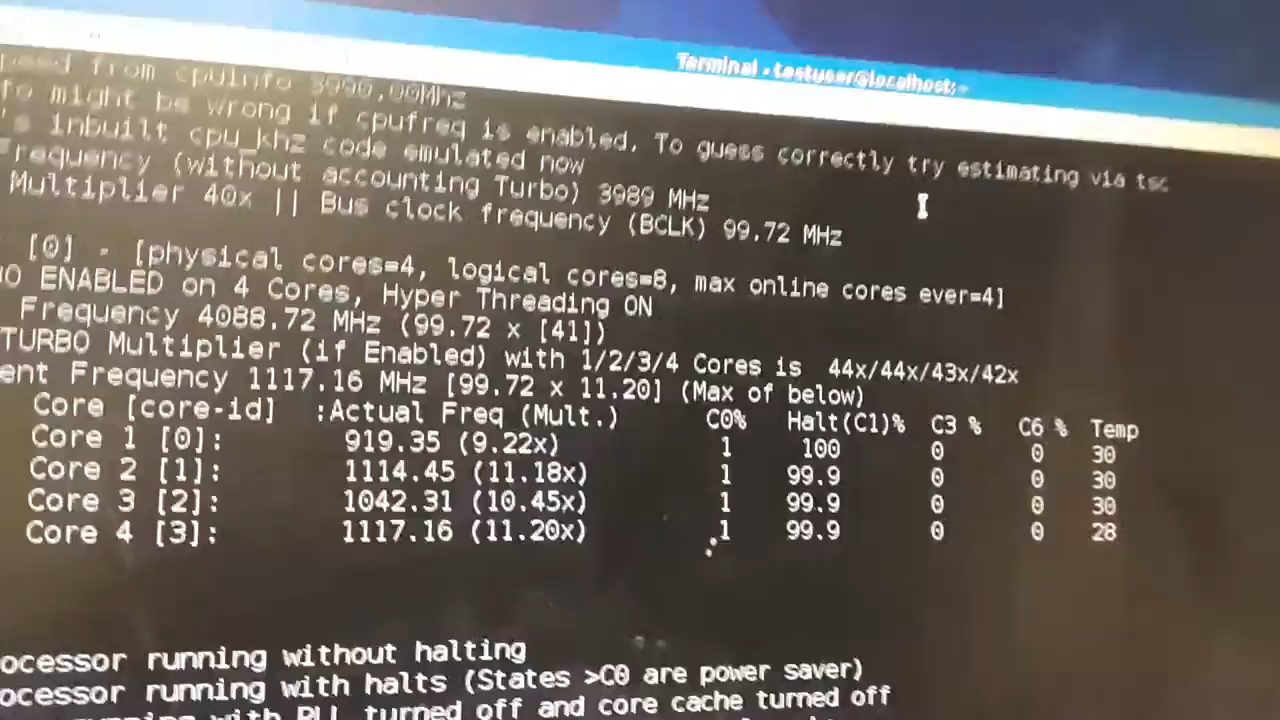 Terminal - testuser@localhost:~
from cpuinfo 3990.00Mhz
fo might be wrong if cpufreq is enabled. To guess correctly try estimating via tsc
's inbuilt cpu_khz code emulated now
requency (without accounting Turbo) 3989 MHz
Multiplier 40x || Bus clock frequency (BCLK) 99.72 MHz
[0] - [physical cores=4, logical cores=8, max online cores ever=4]
O ENABLED on 4 Cores, Hyper Threading ON
Frequency 4088.72 MHz (99.72 x [41])
TURBO Multiplier (if Enabled) with 1/2/3/4 Cores is 44x/44x/43x/42x
ent Frequency 1117.16 MHz [99.72 x 11.20] (Max of below)
Core [core-id] :Actual Freq (Mult.) C0% Halt(C1)% C3 % C6 % Temp
Core 1 [0]: 919.35 (9.22x) 1 100 0 0 30
Core 2 [1]: 1114.45 (11.18x) 1 99.9 0 0 30
Core 3 [2]: 1042.31 (10.45x) 1 99.9 0 0 30
Core 4 [3]: 1117.16 (11.20x) 1 99.9 0 0 28
ocessor running without halting
ocessor running with halts (States >C0 are power saver)
running with PLL turned off and core cache turned off